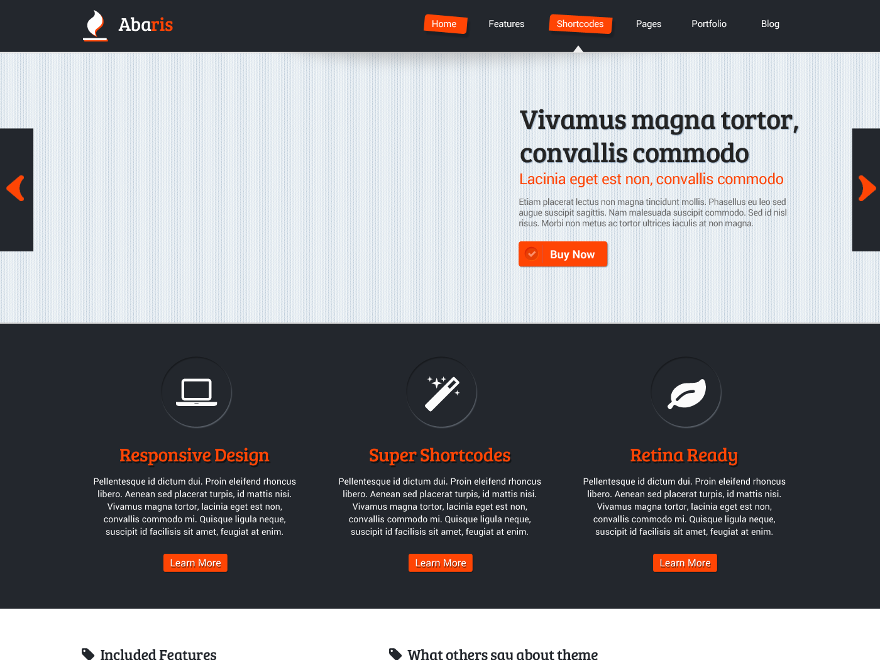 Abaris
Home Features Shortcodes Pages Portfolio Blog
Vivamus magna tortor,
convallis commodo
Lacinia eget est non, convallis commodo
Etiam placerat lectus non magna tincidunt mollis. Phasellus eu leo sed
augue suscipit sagittis. Nam malesuada suscipit commodo. Sed id nisl
risus. Morbi non metus ac tortor ultrices iaculis at non magna.
Buy Now
Responsive Design
Pellentesque id dictum dui. Proin eleifend rhoncus
libero. Aenean sed placerat turpis, id mattis nisi.
Vivamus magna tortor, lacinia eget est non,
convallis commodo mi. Quisque ligula neque,
suscipit id facilisis sit amet, feugiat at enim.
Learn More
Super Shortcodes
Pellentesque id dictum dui. Proin eleifend rhoncus
libero. Aenean sed placerat turpis, id mattis nisi.
Vivamus magna tortor, lacinia eget est non,
convallis commodo mi. Quisque ligula neque,
suscipit id facilisis sit amet, feugiat at enim.
Learn More
Retina Ready
Pellentesque id dictum dui. Proin eleifend rhoncus
libero. Aenean sed placerat turpis, id mattis nisi.
Vivamus magna tortor, lacinia eget est non,
convallis commodo mi. Quisque ligula neque,
suscipit id facilisis sit amet, feugiat at enim.
Learn More
Included Features
What others say about theme